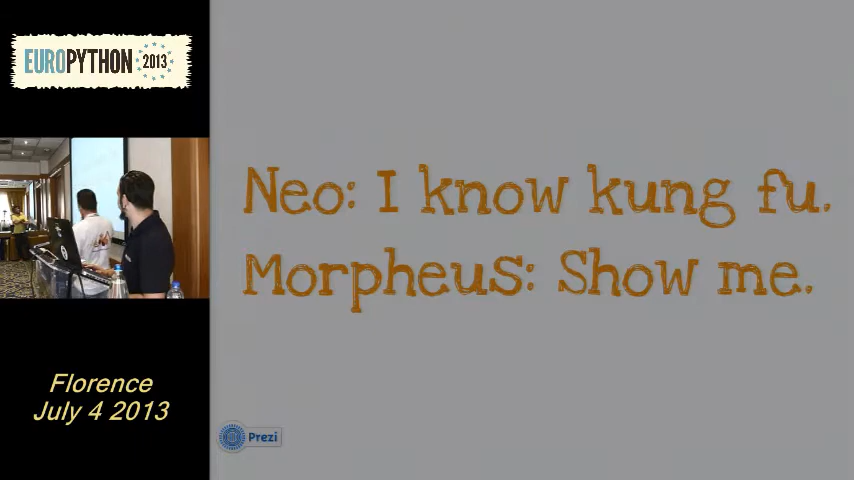 EUROPYTHON 2013
Neo: I know kung fu.
Morpheus: Show me.
Florence
July 4 2013
Prezi